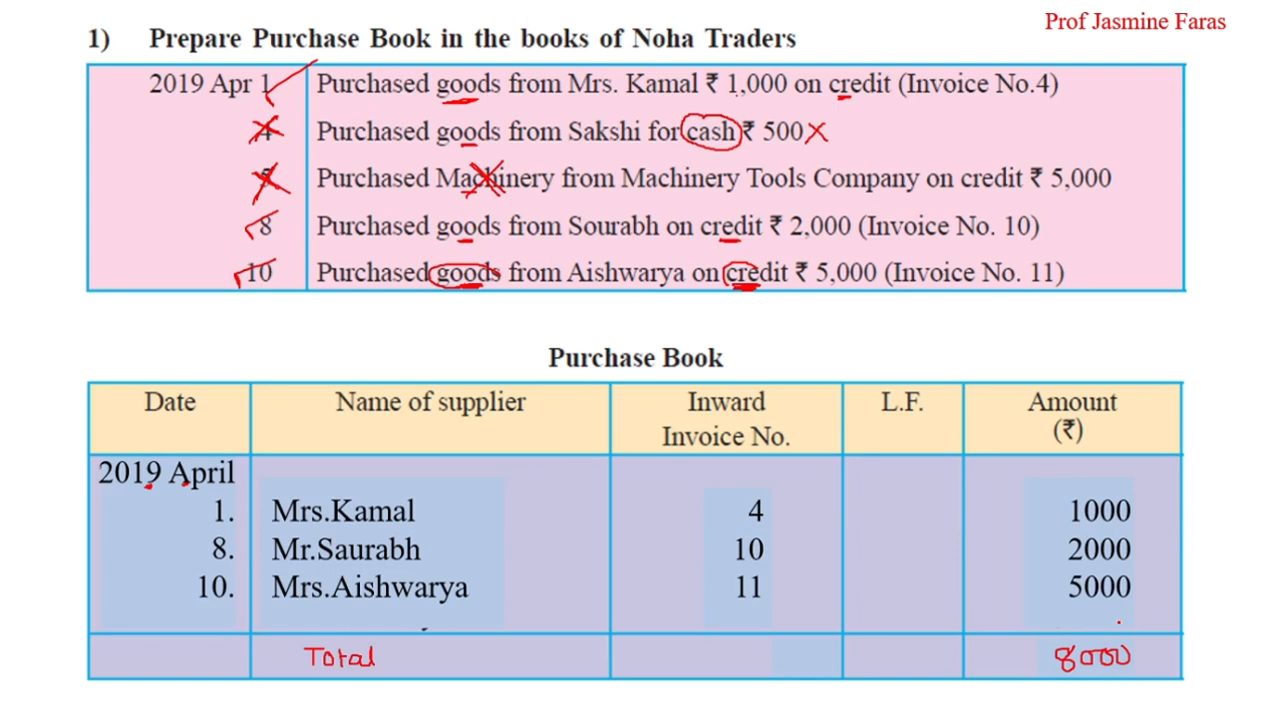 Prof Jasmine Faras
1) Prepare Purchase Book in the books of Noha Traders
2019 Apr 1 Purchased goods from Mrs. Kamal ₹ 1,000 on credit (Invoice No.4)
4 Purchased goods from Sakshi for cash ₹ 500
Purchased Machinery from Machinery Tools Company on credit ₹ 5,000
8 Purchased goods from Sourabh on credit ₹ 2,000 (Invoice No. 10)
10 Purchased goods from Aishwarya on credit ₹ 5,000 (Invoice No. 11)
Purchase Book
Date Name of supplier Inward Invoice No. L.F. Amount (₹)
2019 April
1. Mrs.Kamal 4 1000
8. Mr.Saurabh 10 2000
10. Mrs.Aishwarya 11 5000
Total 8000